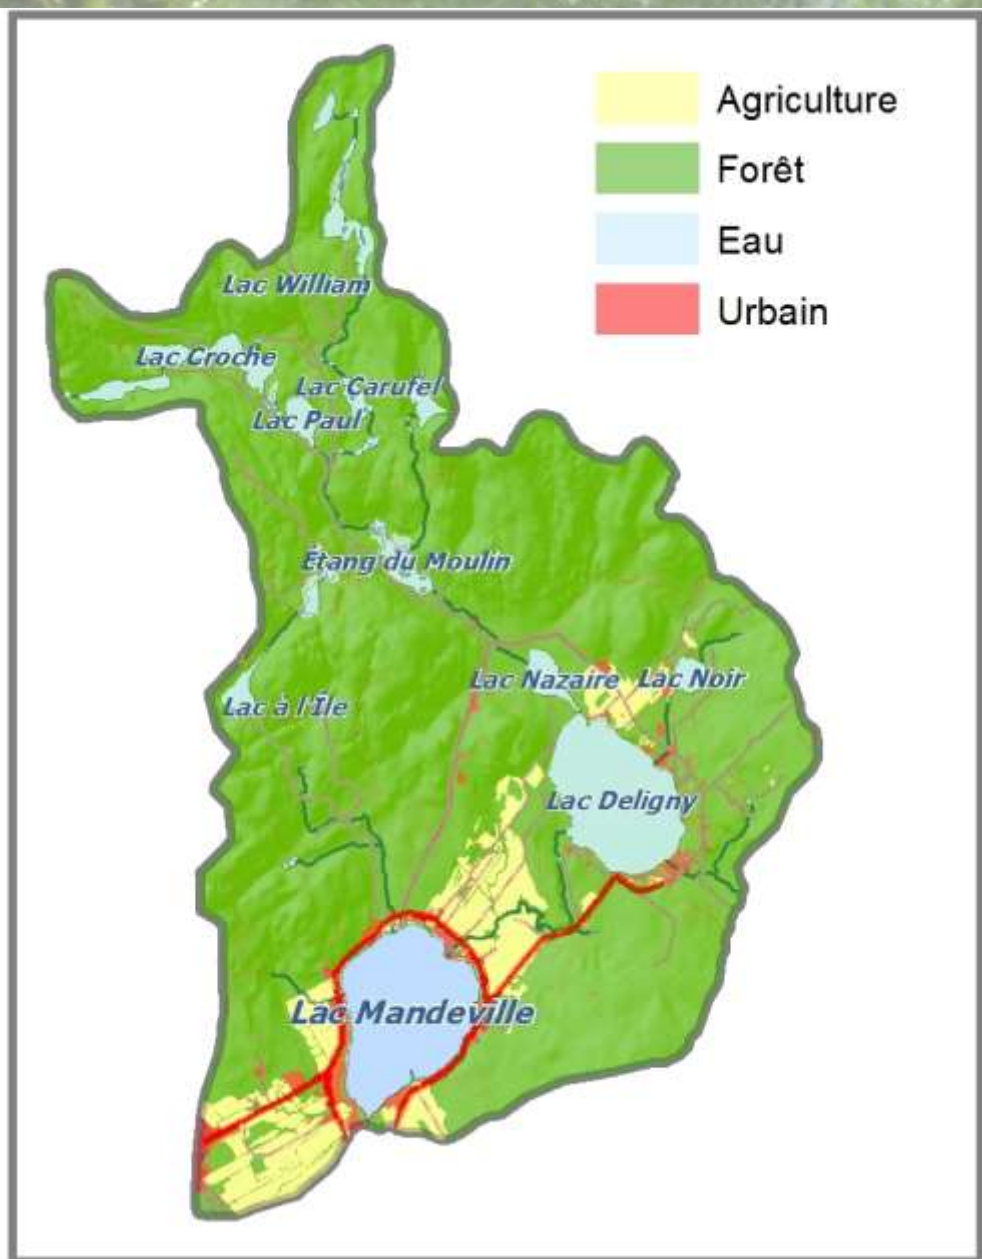 Agriculture
Forêt
Eau
Urbain
Lac William
Lac Croche
Lac Carufel
Lac Paul
Étang du Moulin
Lac Nazaire
Lac Noir
Lac à l'Île
Lac Deligny
Lac Mandeville